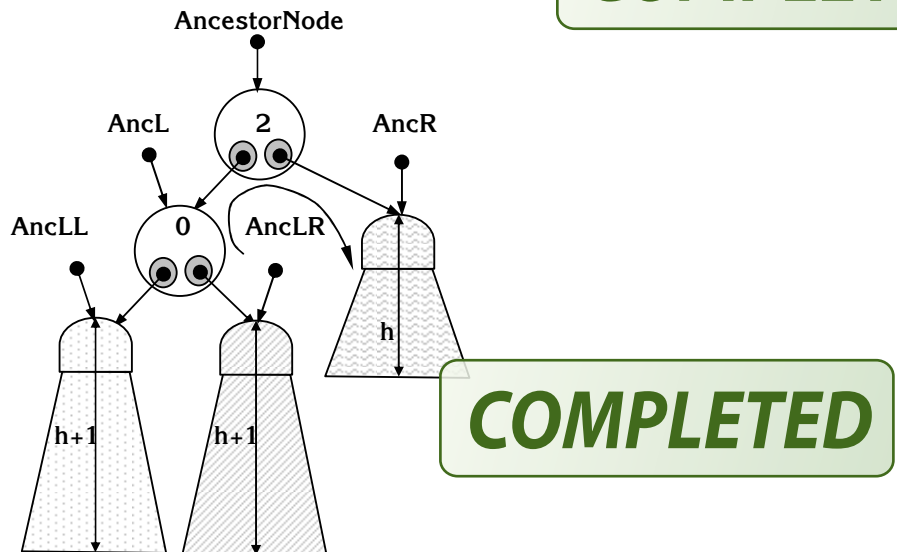 AncestorNode
2
AncL
AncR
0
AncLL
AncLR
h
h+1
h+1
COMPLETED